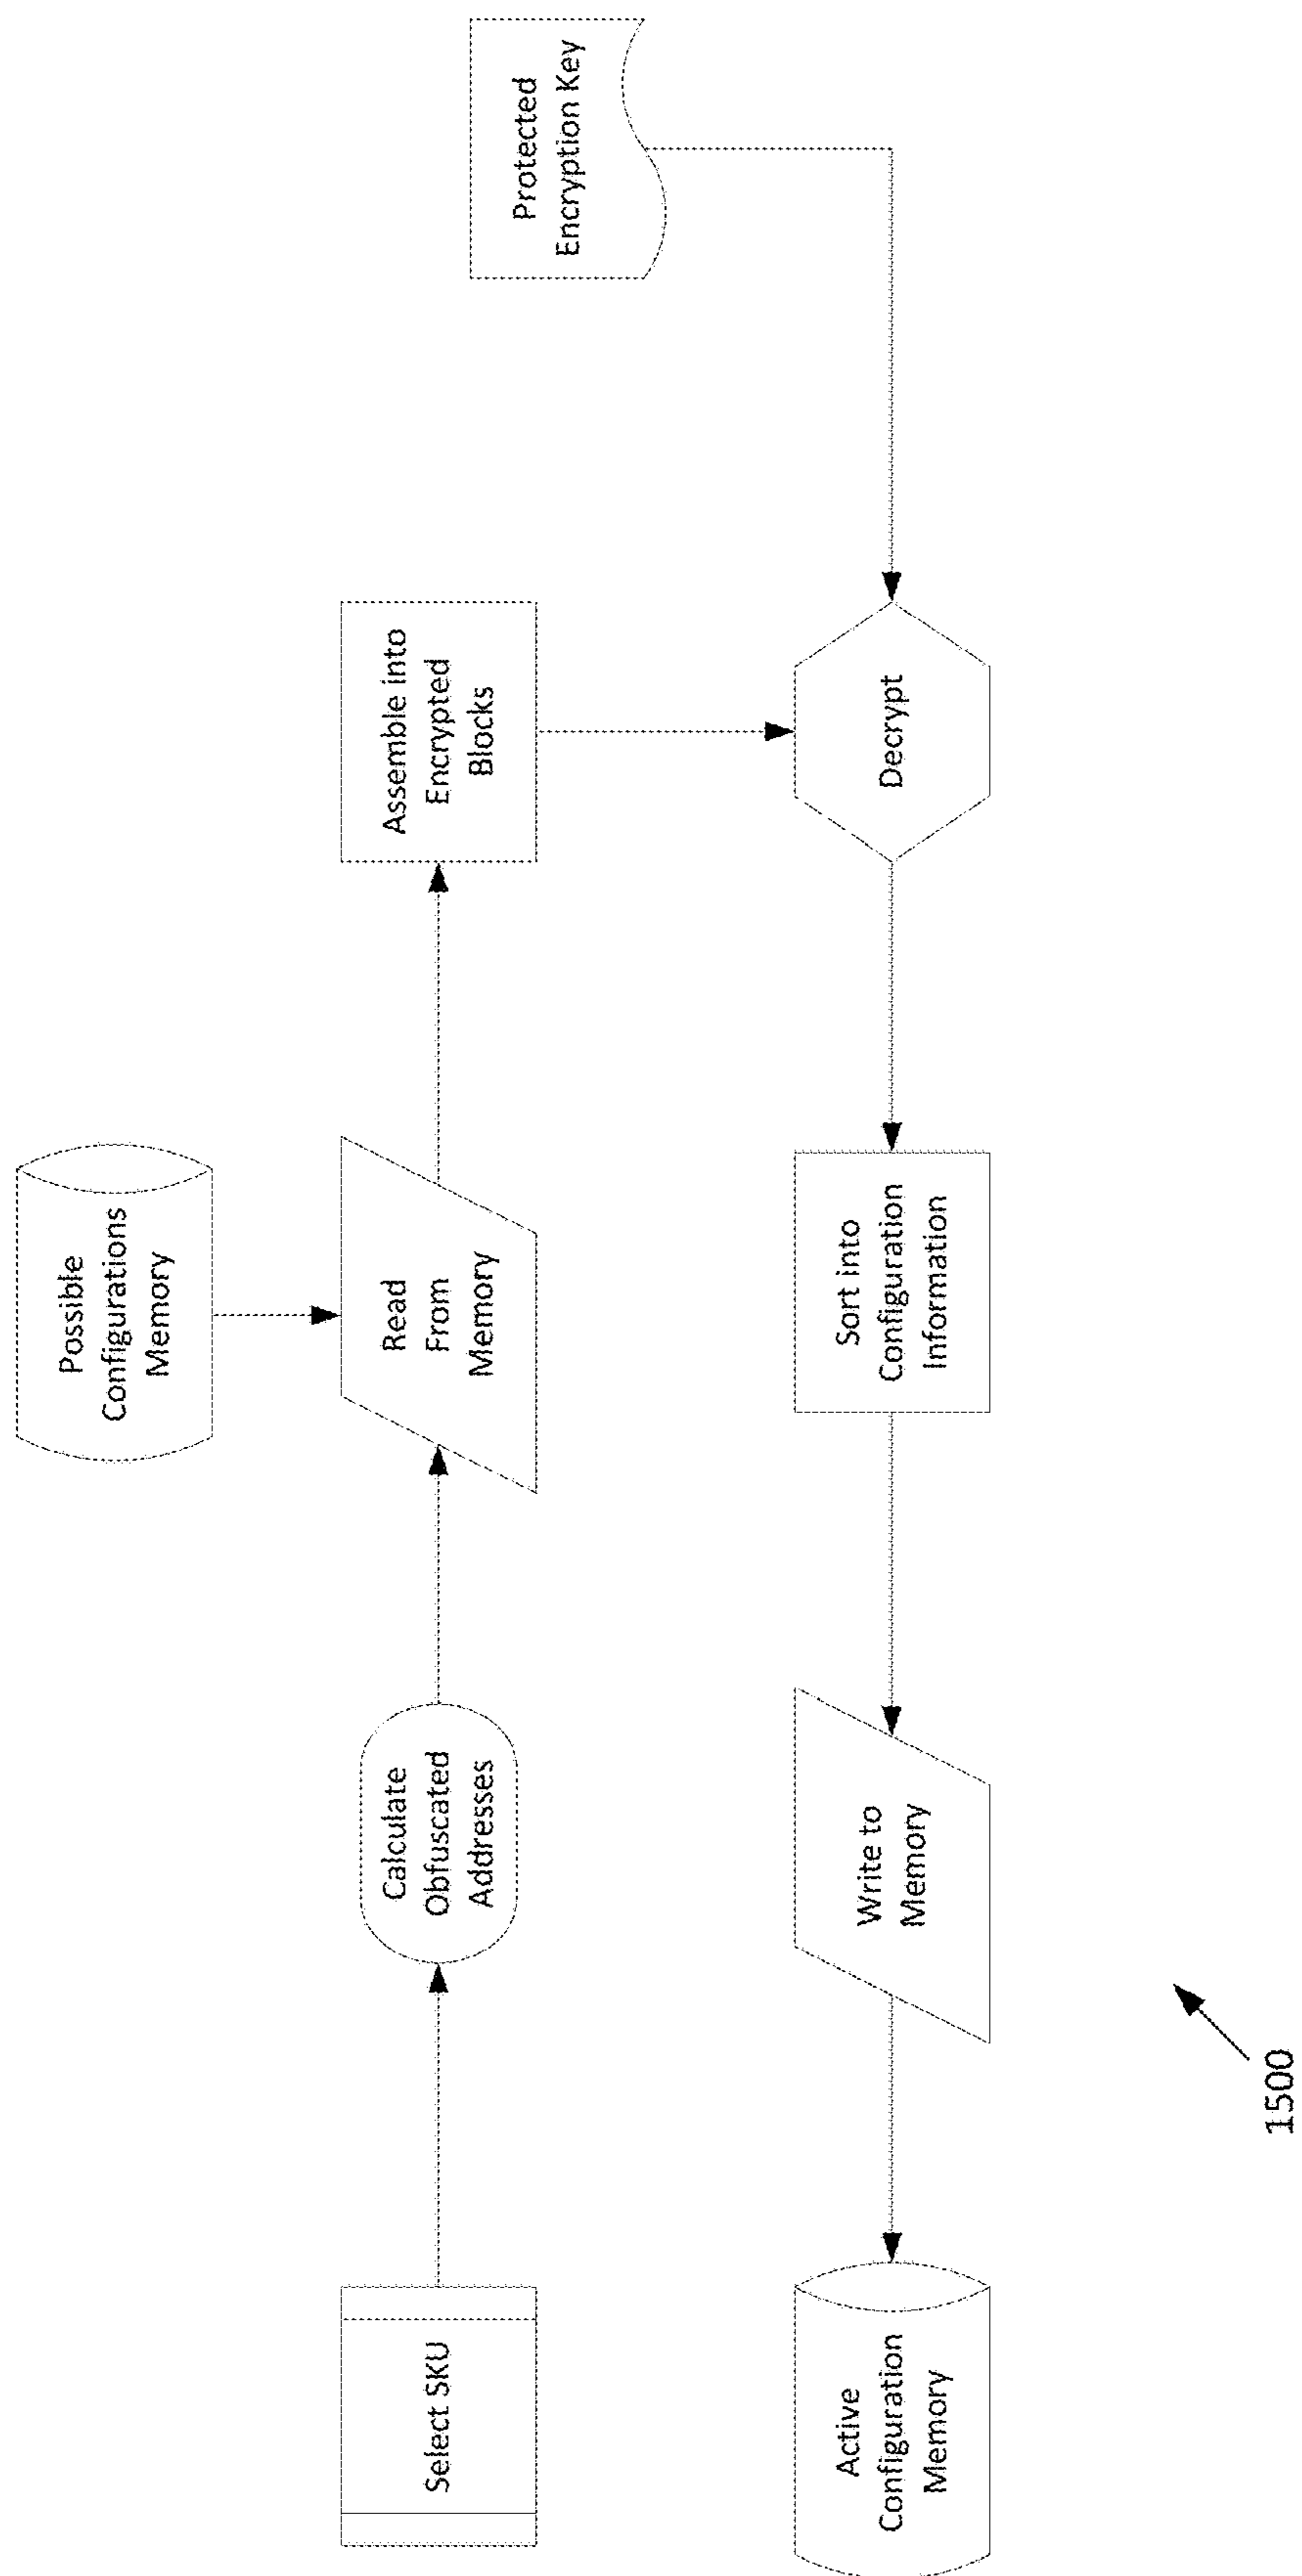 Possible
Configurations
Memory
Select SKU
Calculate
Obfuscated
Addresses
Read
From
Memory
Assemble into
Encrypted
Blocks
Protected
Encryption Key
Active
Configuration
Memory
Write to
Memory
Sort into
Configuration
Information
Decrypt
1500